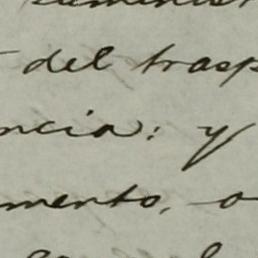 del trasp
ncia: y
mento, o